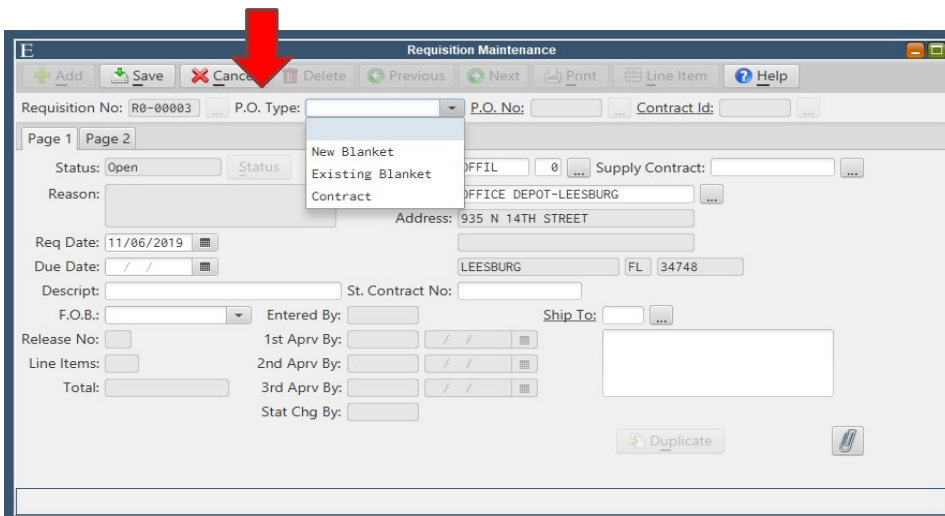 E Requisition Maintenance
Add Save Cance Delete Previous Next Print Line Item Help
Requisition No: R0-00003 ... P.O. Type: P.O. No: ... Contract Id: ...
Page 1 Page 2
New Blanket
Existing Blanket
Contract
Status: Open Status OFFIL 0 ... Supply Contract: ...
Reason: OFFICE DEPOT-LEESBURG ...
Address: 935 N 14TH STREET
Req Date: 11/06/2019
Due Date: / / LEESBURG FL 34748
Descript: St. Contract No:
F.O.B.: Entered By: Ship To: ...
Release No: 1st Aprv By: / /
Line Items: 2nd Aprv By: / /
Total: 3rd Aprv By: / /
Stat Chg By:
Duplicate